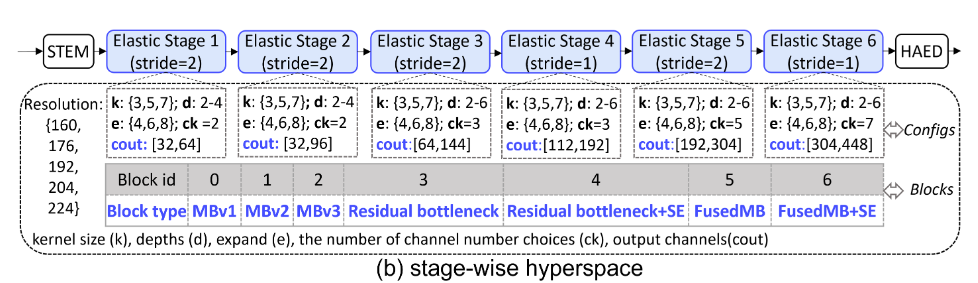 STEM
Elastic Stage 1
(stride=2)
Elastic Stage 2
(stride=2)
Elastic Stage 3
(stride=2)
Elastic Stage 4
(stride=1)
Elastic Stage 5
(stride=2)
Elastic Stage 6
(stride=1)
HAED
Resolution:
{160,
176,
192,
204,
224}
k: {3,5,7}; d: 2-4
e: {4,6,8}; ck =2
cout: [32,64]
k: {3,5,7}; d: 2-4
e: {4,6,8}; ck=2
cout: [32,96]
k: {3,5,7}; d: 2-6
e: {4,6,8}; ck=3
cout:[64,144]
k: {3,5,7}; d: 2-6
e: {4,6,8}; ck=3
cout:[112,192]
k: {3,5,7}; d: 2-6
e: {4,6,8}; ck=5
cout:[192,304]
k: {3,5,7}; d: 2-6
e: {4,6,8}; ck=7
cout:[304,448]
Configs
Block id 0 1 2 3 4 5 6
Block type MBv1 MBv2 MBv3 Residual bottleneck Residual bottleneck+SE FusedMB FusedMB+SE
Blocks
kernel size (k), depths (d), expand (e), the number of channel number choices (ck), output channels(cout)
(b) stage-wise hyperspace